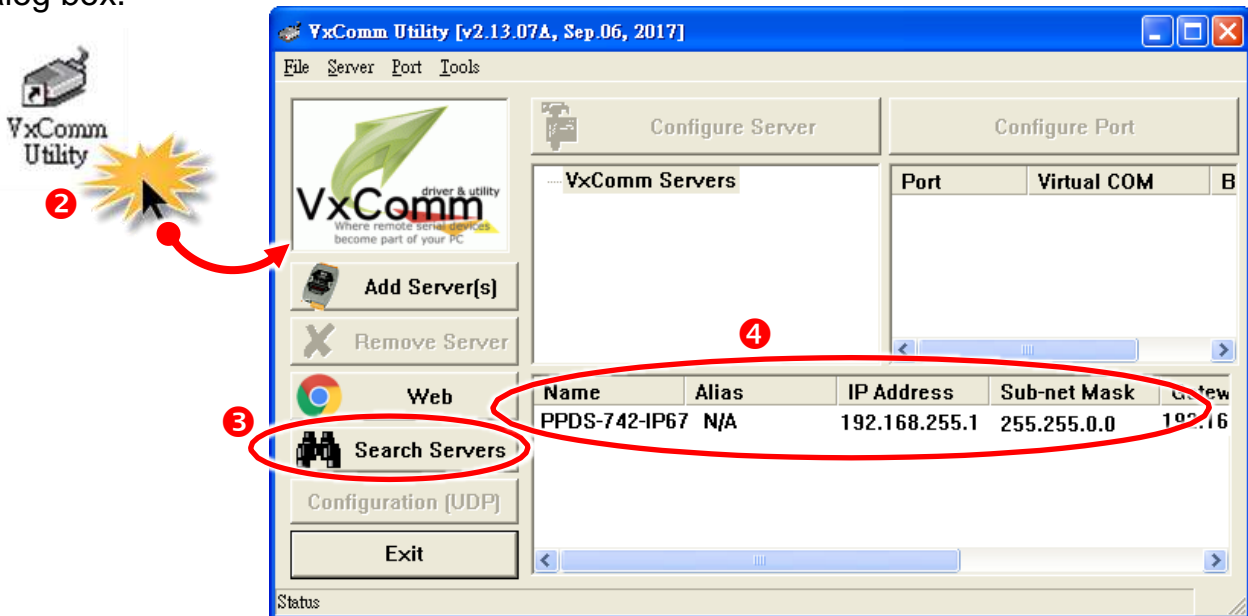 alog box.
VxComm
Utility
2
VxComm Utility [v2.13.07A, Sep.06, 2017]
File Server Port Tools
driver & utility
VxComm
Where remote serial devices
become part of your PC
Configure Server
Configure Port
VxComm Servers
Port Virtual COM B
Add Server(s)
Remove Server
4
Web
Name Alias IP Address Sub-net Mask Gatew
PPDS-742-IP67 N/A 192.168.255.1 255.255.0.0 192.16
3
Search Servers
Configuration (UDP)
Exit
Status